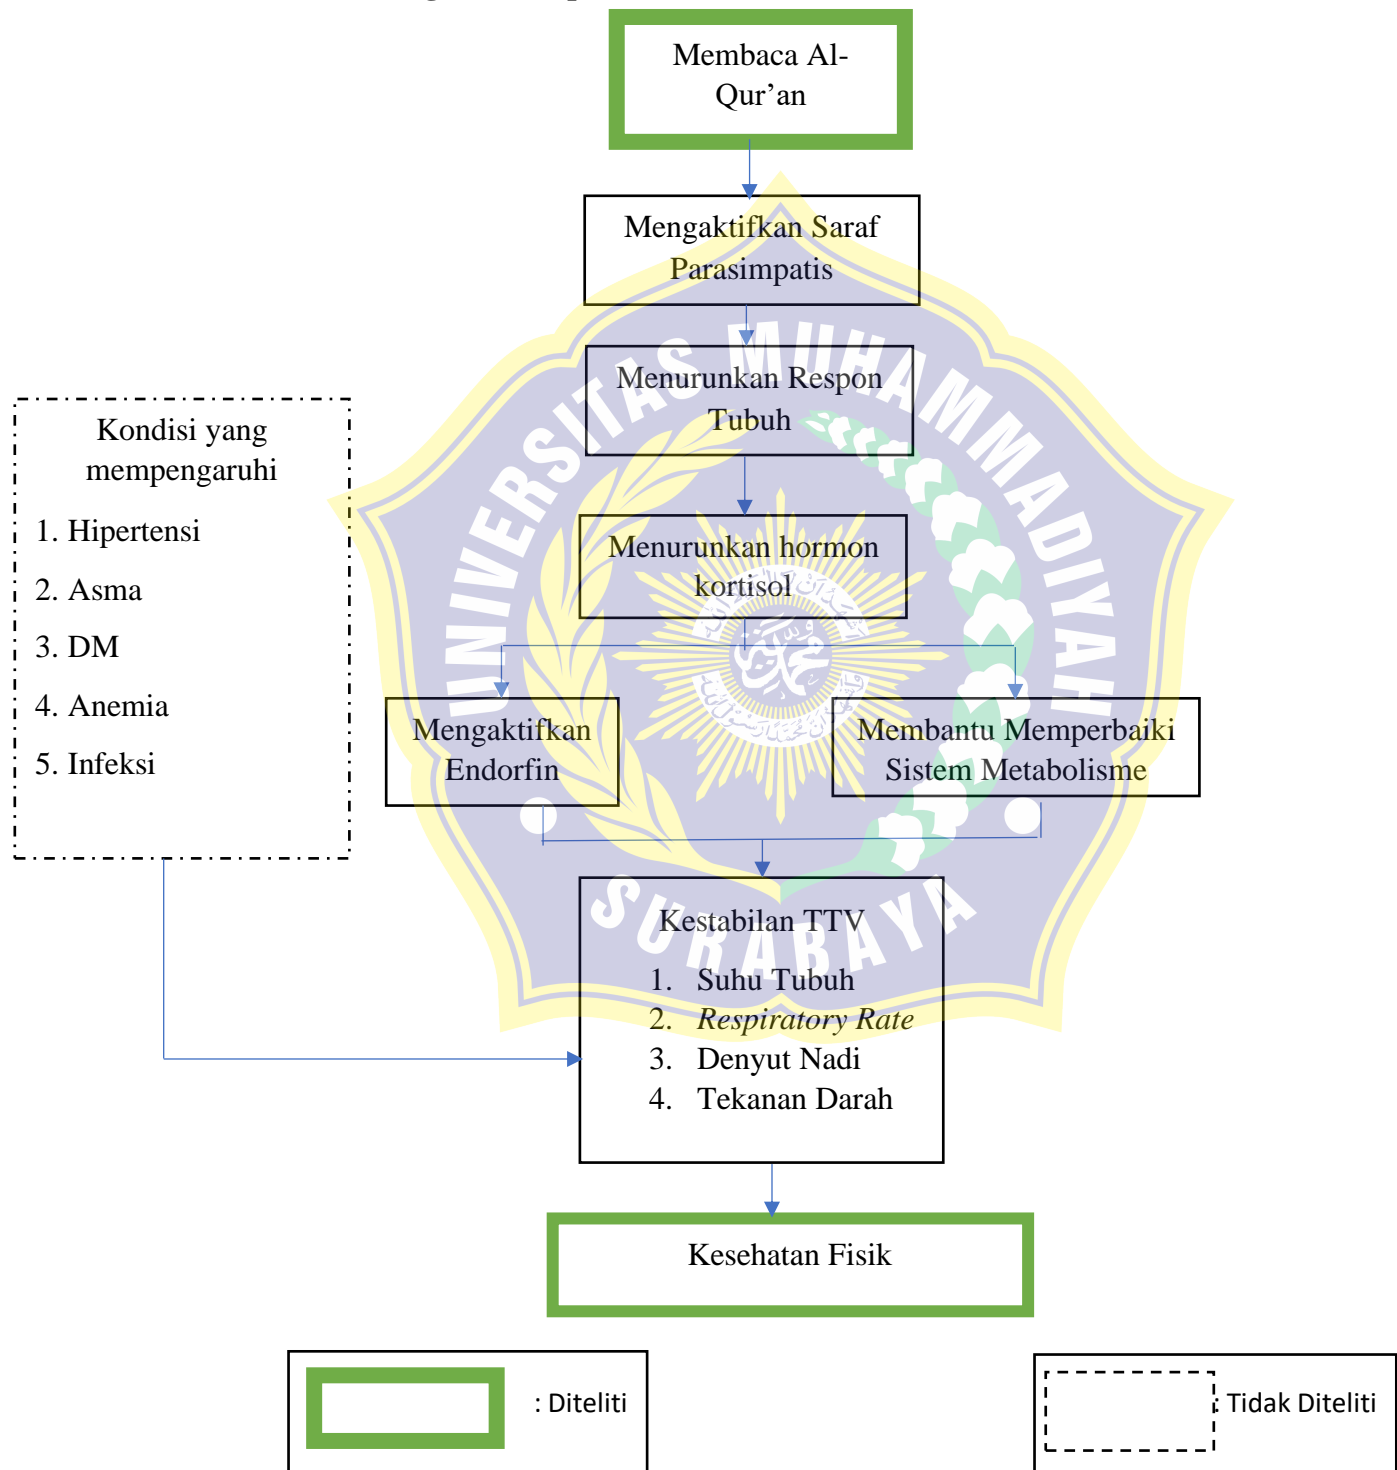 Membaca Al-
Qur’an
Mengaktifkan Saraf
Parasimpatis
Menurunkan Respon
Tubuh
Kondisi yang
mempengaruhi
1. Hipertensi
2. Asma
3. DM
4. Anemia
5. Infeksi
Menurunkan hormon
kortisol
Mengaktifkan
Endorfin
Membantu Memperbaiki
Sistem Metabolisme
Kestabilan TTV
1. Suhu Tubuh
2. Respiratory Rate
3. Denyut Nadi
4. Tekanan Darah
Kesehatan Fisik
: Diteliti
: Tidak Diteliti
UNIVERSITAS MUHAMMADIYAH
SURABAYA